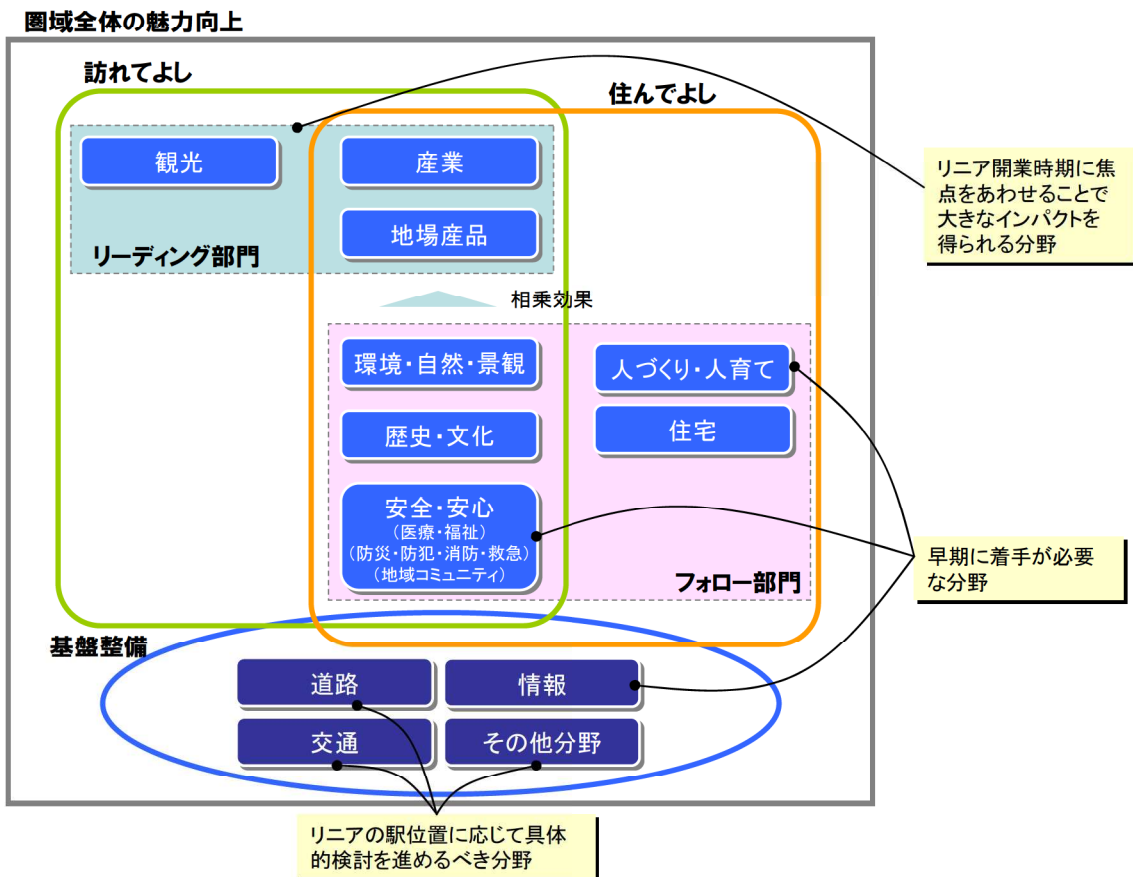 圏域全体の魅力向上
訪れてよし
住んでよし
観光
産業
地場産品
リーディング部門
リニア開業時期に焦
点をあわせることで
大きなインパクトを
得られる分野
相乗効果
環境・自然・景観
人づくり・人育て
歴史・文化
住宅
安全・安心
(医療・福祉)
(防災・防犯・消防・救急)
(地域コミュニティ)
フォロー部門
早期に着手が必要
な分野
基盤整備
道路
情報
交通
その他分野
リニアの駅位置に応じて具体
的検討を進めるべき分野